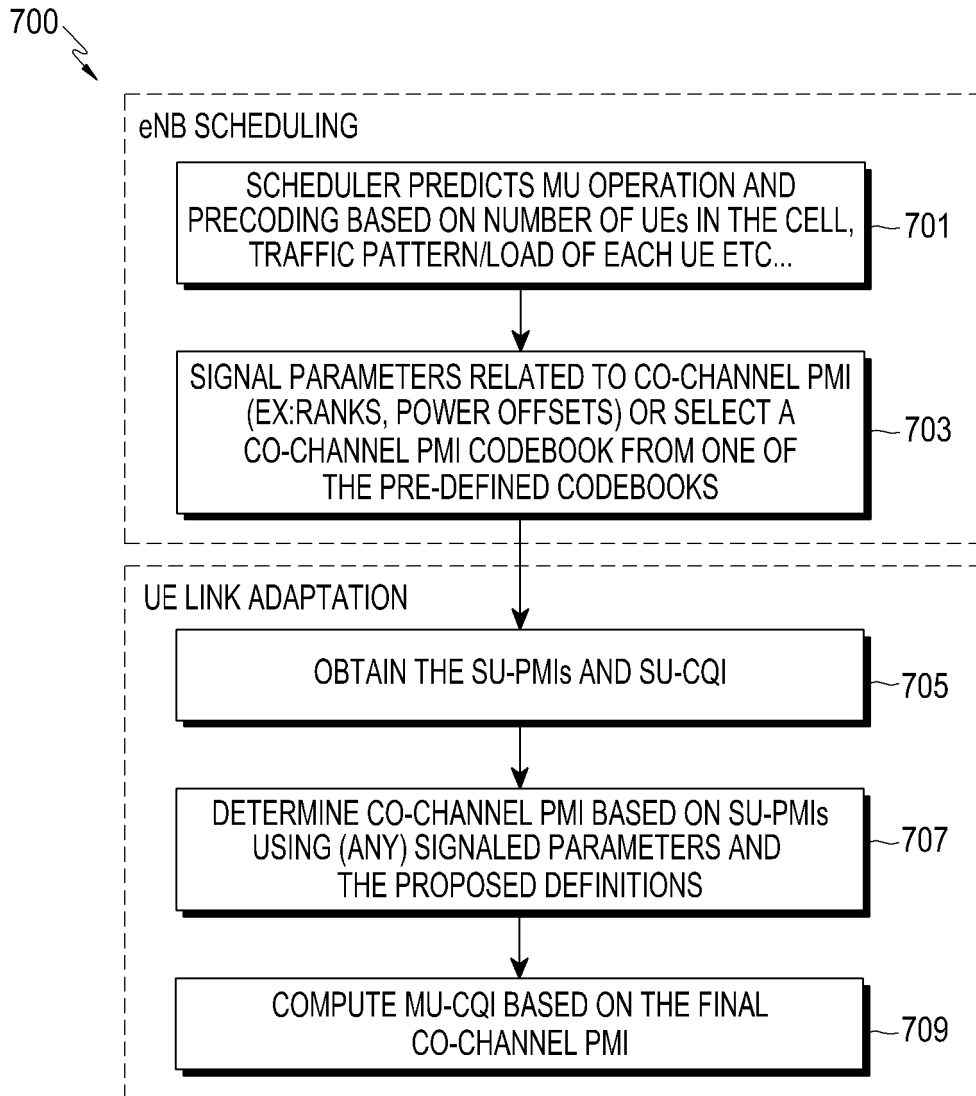 700
eNB SCHEDULING
SCHEDULER PREDICTS MU OPERATION AND
PRECODING BASED ON NUMBER OF UEs IN THE CELL,
TRAFFIC PATTERN/LOAD OF EACH UE ETC...
701
SIGNAL PARAMETERS RELATED TO CO-CHANNEL PMI
(EX:RANKS, POWER OFFSETS) OR SELECT A
CO-CHANNEL PMI CODEBOOK FROM ONE OF
THE PRE-DEFINED CODEBOOKS
703
UE LINK ADAPTATION
OBTAIN THE SU-PMIs AND SU-CQI
705
DETERMINE CO-CHANNEL PMI BASED ON SU-PMIs
USING (ANY) SIGNALED PARAMETERS AND
THE PROPOSED DEFINITIONS
707
COMPUTE MU-CQI BASED ON THE FINAL
CO-CHANNEL PMI
709